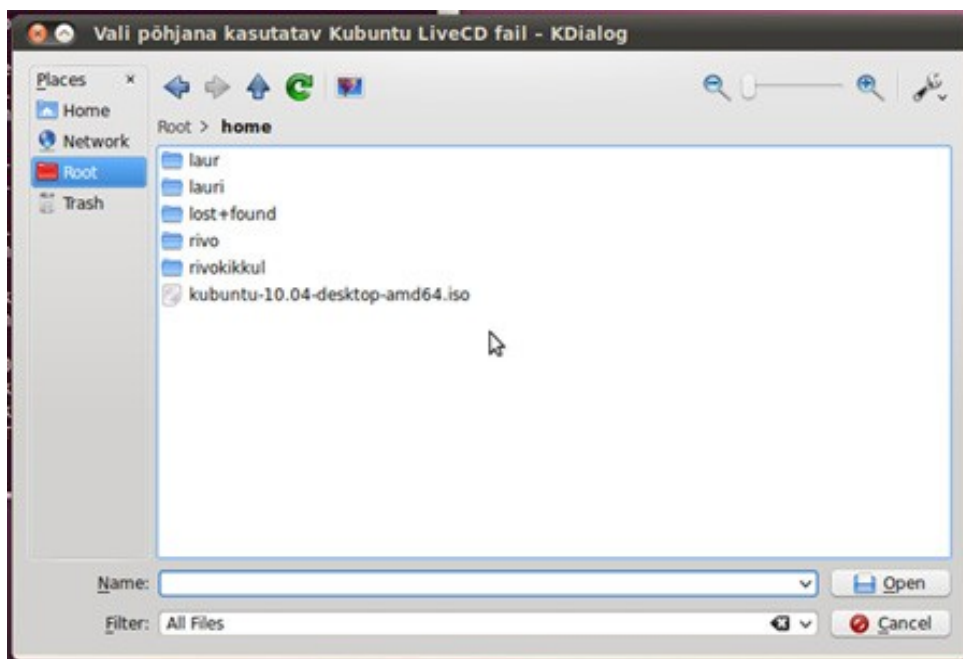 Vali põhjana kasutatav Kubuntu LiveCD fail - KDialog
Places
Home
Network
Root
Trash
Root > home
laur
lauri
lost+found
rivo
rivokikkul
kubuntu-10.04-desktop-amd64.iso
Name:
Open
Filter: All Files
Cancel